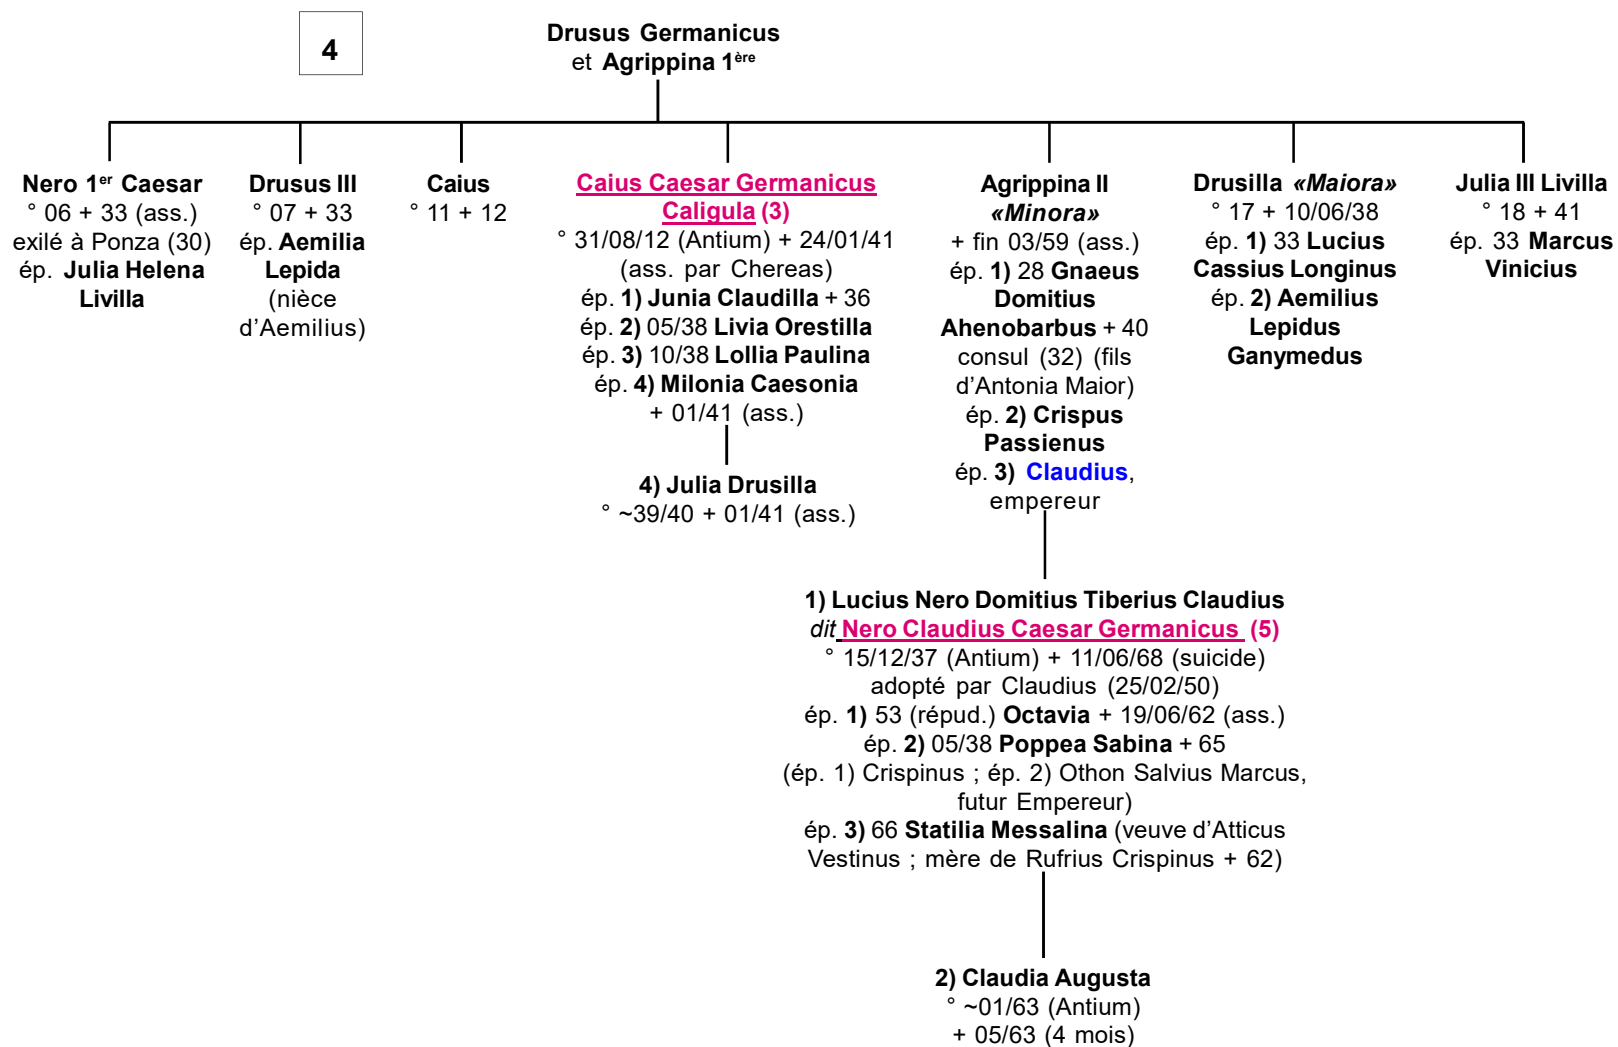 4
Drusus Germanicus
et Agrippina 1ère
Nero 1er Caesar
° 06 + 33 (ass.)
exilé à Ponza (30)
ép. Julia Helena
Livilla
Drusus III
° 07 + 33
ép. Aemilia
Lepida
(nièce
d'Aemilius)
Caius
° 11 + 12
Caius Caesar Germanicus
Caligula (3)
° 31/08/12 (Antium) + 24/01/41
(ass. par Chereas)
ép. 1) Junia Claudilla + 36
ép. 2) 05/38 Livia Orestilla
ép. 3) 10/38 Lollia Paulina
ép. 4) Milonia Caesonia
+ 01/41 (ass.)
4) Julia Drusilla
° ~39/40 + 01/41 (ass.)
Agrippina II
«Minora»
+ fin 03/59 (ass.)
ép. 1) 28 Gnaeus
Domitius
Ahenobarbus + 40
consul (32) (fils
d'Antonia Maior)
ép. 2) Crispus
Passienus
ép. 3) Claudius,
empereur
Drusilla «Maiora»
° 17 + 10/06/38
ép. 1) 33 Lucius
Cassius Longinus
ép. 2) Aemilius
Lepidus
Ganymedus
Julia III Livilla
° 18 + 41
ép. 33 Marcus
Vinicius
1) Lucius Nero Domitius Tiberius Claudius
dit Nero Claudius Caesar Germanicus (5)
° 15/12/37 (Antium) + 11/06/68 (suicide)
adopté par Claudius (25/02/50)
ép. 1) 53 (répud.) Octavia + 19/06/62 (ass.)
ép. 2) 05/38 Poppea Sabina + 65
(ép. 1) Crispinus ; ép. 2) Othon Salvius Marcus,
futur Empereur)
ép. 3) 66 Statilia Messalina (veuve d'Atticus
Vestinus ; mère de Rufrius Crispinus + 62)
2) Claudia Augusta
° ~01/63 (Antium)
+ 05/63 (4 mois)